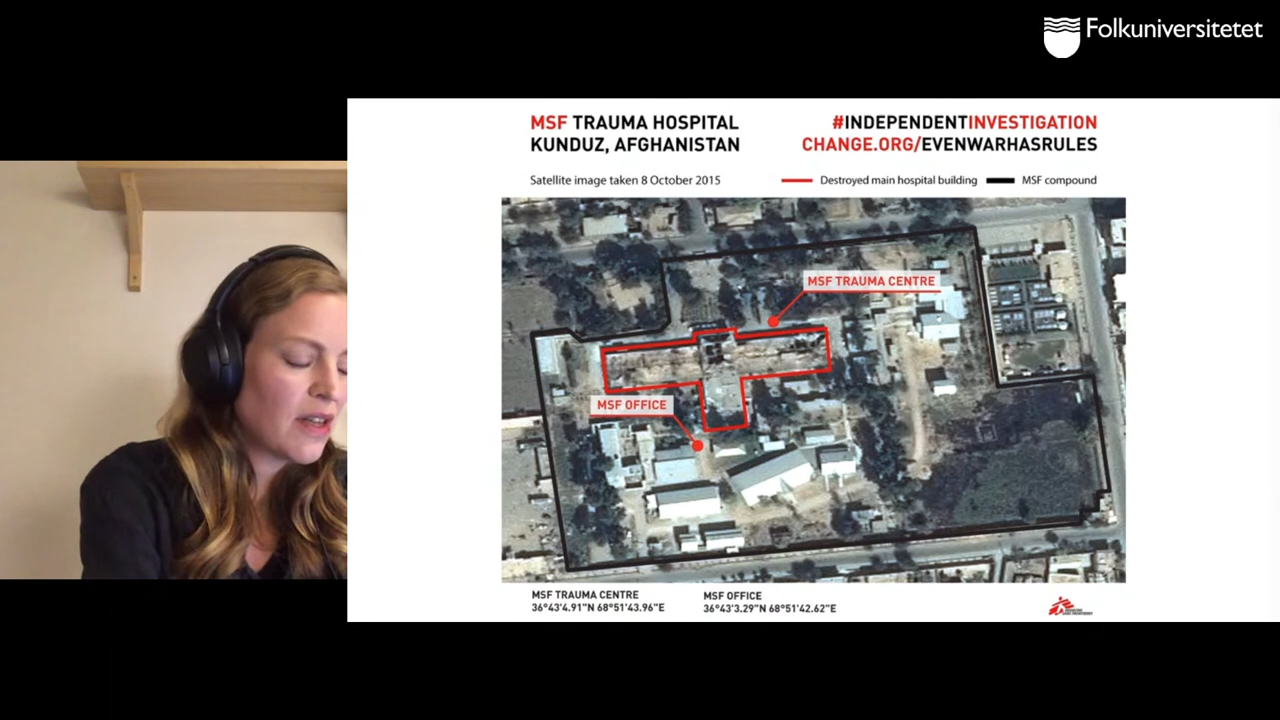 Folkuniversitetet
MSF TRAUMA HOSPITAL
KUNDUZ, AFGHANISTAN
#INDEPENDENTINVESTIGATION
CHANGE.ORG/EVENWARHASRULES
Satellite image taken 8 October 2015
Destroyed main hospital building
MSF compound
MSF TRAUMA CENTRE
MSF OFFICE
MSF TRAUMA CENTRE
36°43'4.91"N 68°51'43.96"E
MSF OFFICE
36°43'3.29"N 68°51'42.62"E